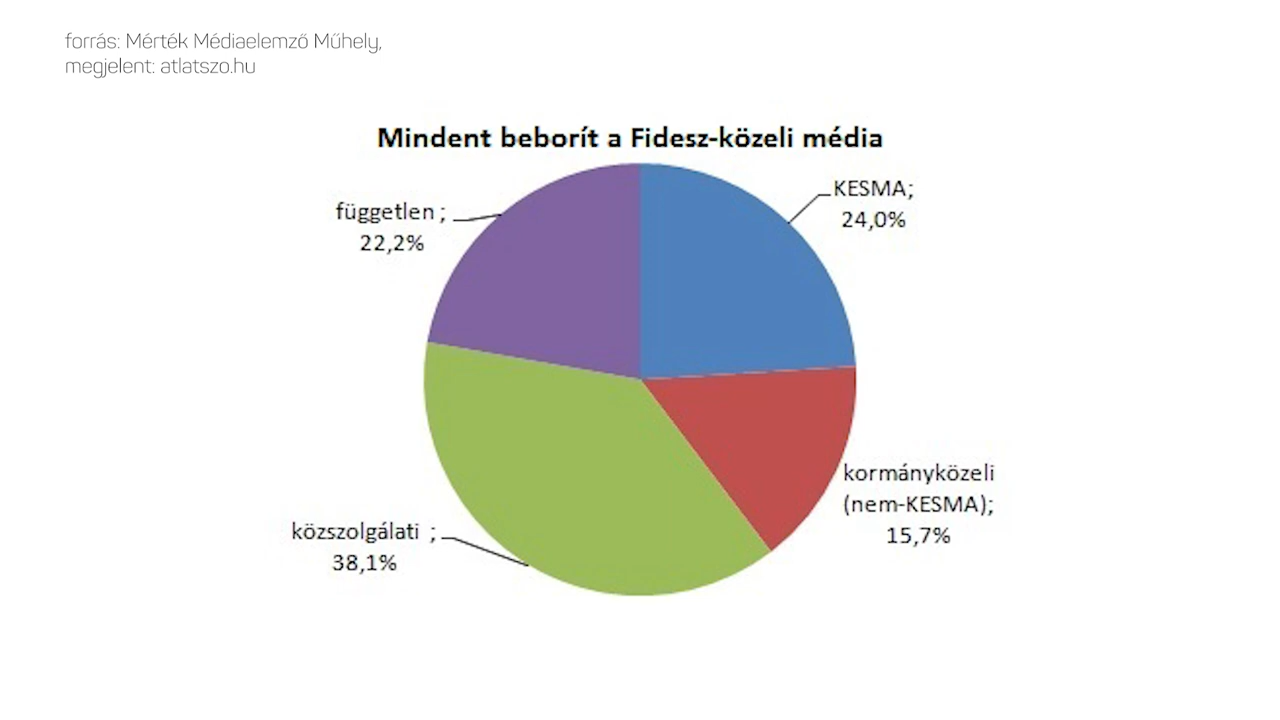 forrás: Mérték Médiaelemző Műhely,
megjelent: atlatszo.hu
Mindent beborít a Fidesz-közeli média
KESMA;
24,0%
független ;
22,2%
kormányközeli
(nem-KESMA);
15,7%
közszolgálati ;
38,1%